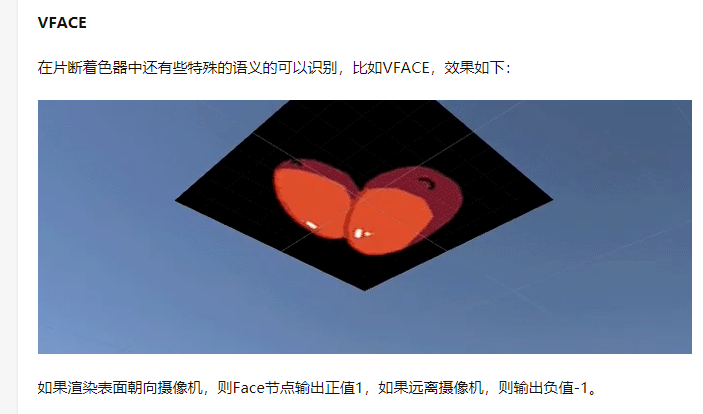 VFACE
在片断着色器中还有些特殊的语义的可以识别，比如VFACE，效果如下：
如果渲染表面朝向摄像机，则Face节点输出正值1，如果远离摄像机，则输出负值-1。